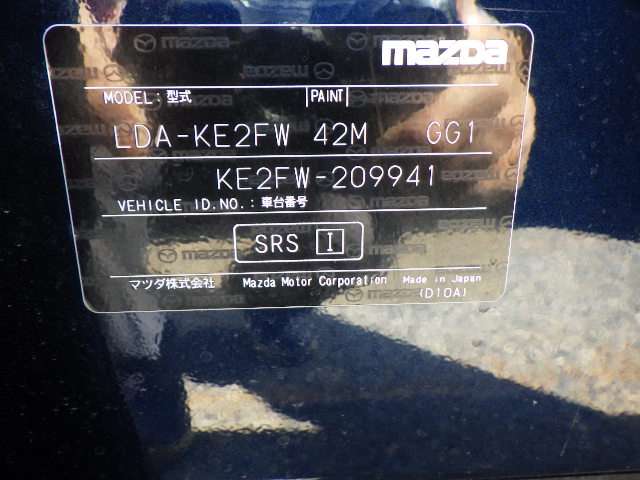 mazda
MODEL : 型式 PAINT
LDA-KE2FW 42M GG1
KE2FW-209941
VEHICLE ID.NO. : 車台番号
SRS I
マツダ株式会社 Mazda Motor Corporation Made in Japan
(D10A)